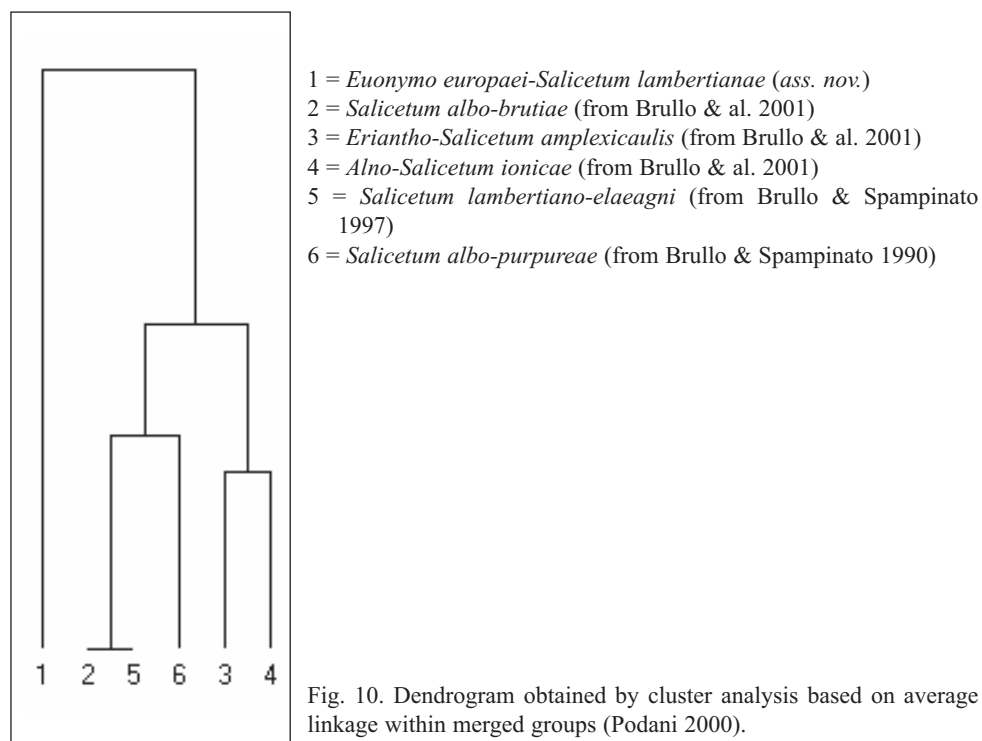 1 = Euonymo europaei-Salicetum lambertianae (ass. nov.)
2 = Salicetum albo-brutiae (from Brullo & al. 2001)
3 = Eriantho-Salicetum amplexicaulis (from Brullo & al. 2001)
4 = Alno-Salicetum ionicae (from Brullo & al. 2001)
5 = Salicetum lambertiano-elaeagni (from Brullo & Spampinato
1997)
6 = Salicetum albo-purpureae (from Brullo & Spampinato 1990)
1 2 5 6 3 4
Fig. 10. Dendrogram obtained by cluster analysis based on average
linkage within merged groups (Podani 2000).